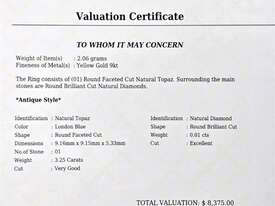 Valuation Certificate
TO WHOM IT MAY CONCERN
Weight of Item(s) : 2.06 grams
Fineness of Metal(s) : Yellow Gold 9kt
The Ring consists of (01) Round Faceted Cut Natural Topaz. Surrounding the main
stones are Round Brilliant Cut Natural Diamonds.
*Antique Style*
Identification : Natural Topaz Identification : Natural Diamond
Color : London Blue Shape : Round Brilliant Cut
Shape : Round Faceted Cut Weight : 0.01 cts
Dimensions : 9.16mm x 9.15mm x 5.33mm Cut : Excellent
No.of Stone : 01
Weight : 3.25 Carats
Cut : Very Good
TOTAL VALUATION: $ 8,375.00